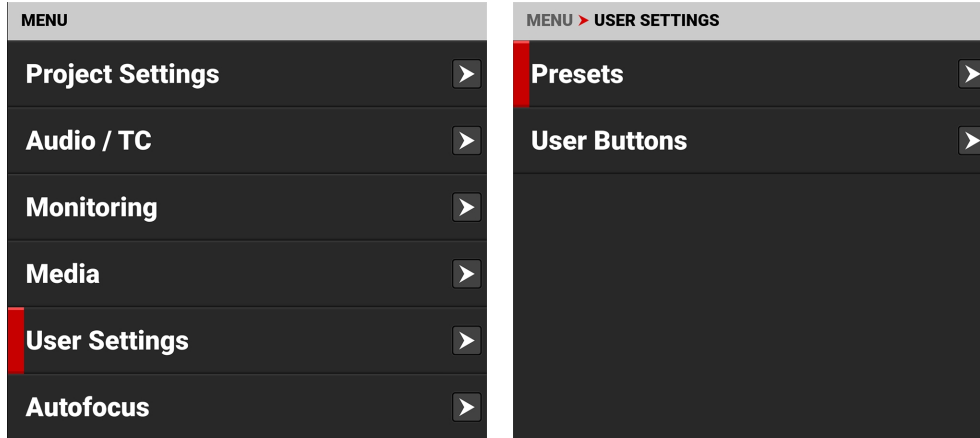 MENU
Project Settings
Audio / TC
Monitoring
Media
User Settings
Autofocus
MENU USER SETTINGS
Presets
User Buttons